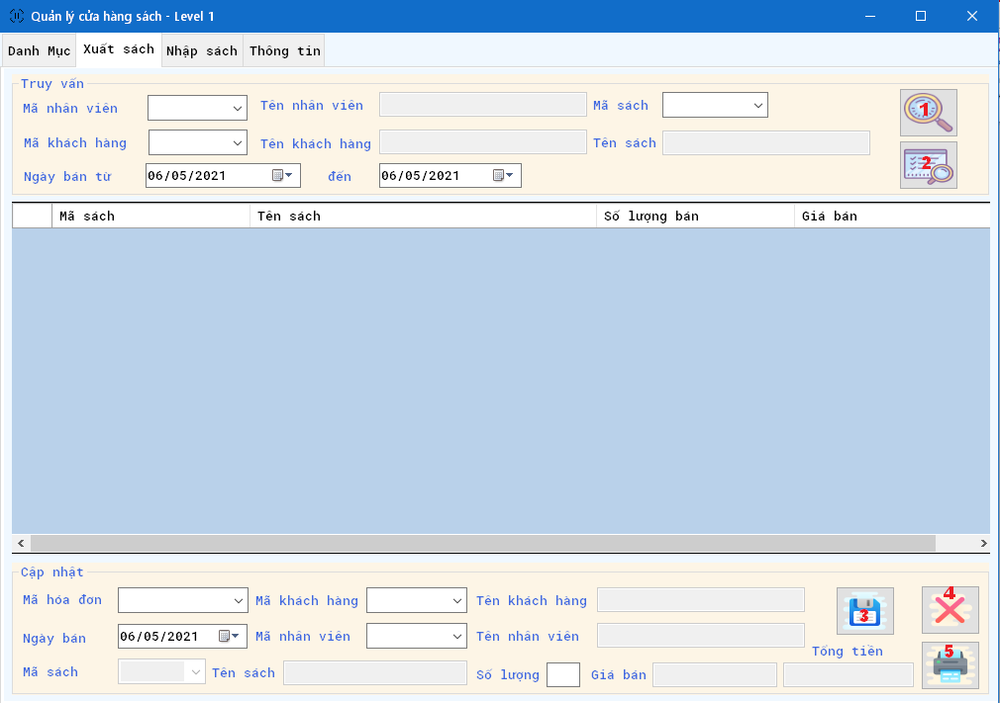 Quản lý cửa hàng sách - Level 1
Danh Mục Xuất sách Nhập sách Thông tin
Truy vấn
Mã nhân viên Tên nhân viên Mã sách 1
Mã khách hàng Tên khách hàng Tên sách 2
Ngày bán từ 06/05/2021 đến 06/05/2021
Mã sách Tên sách Số lượng bán Giá bán
Cập nhật
Mã hóa đơn Mã khách hàng Tên khách hàng 3 4
Ngày bán 06/05/2021 Mã nhân viên Tên nhân viên
Tổng tiền 5
Mã sách Tên sách Số lượng Giá bán